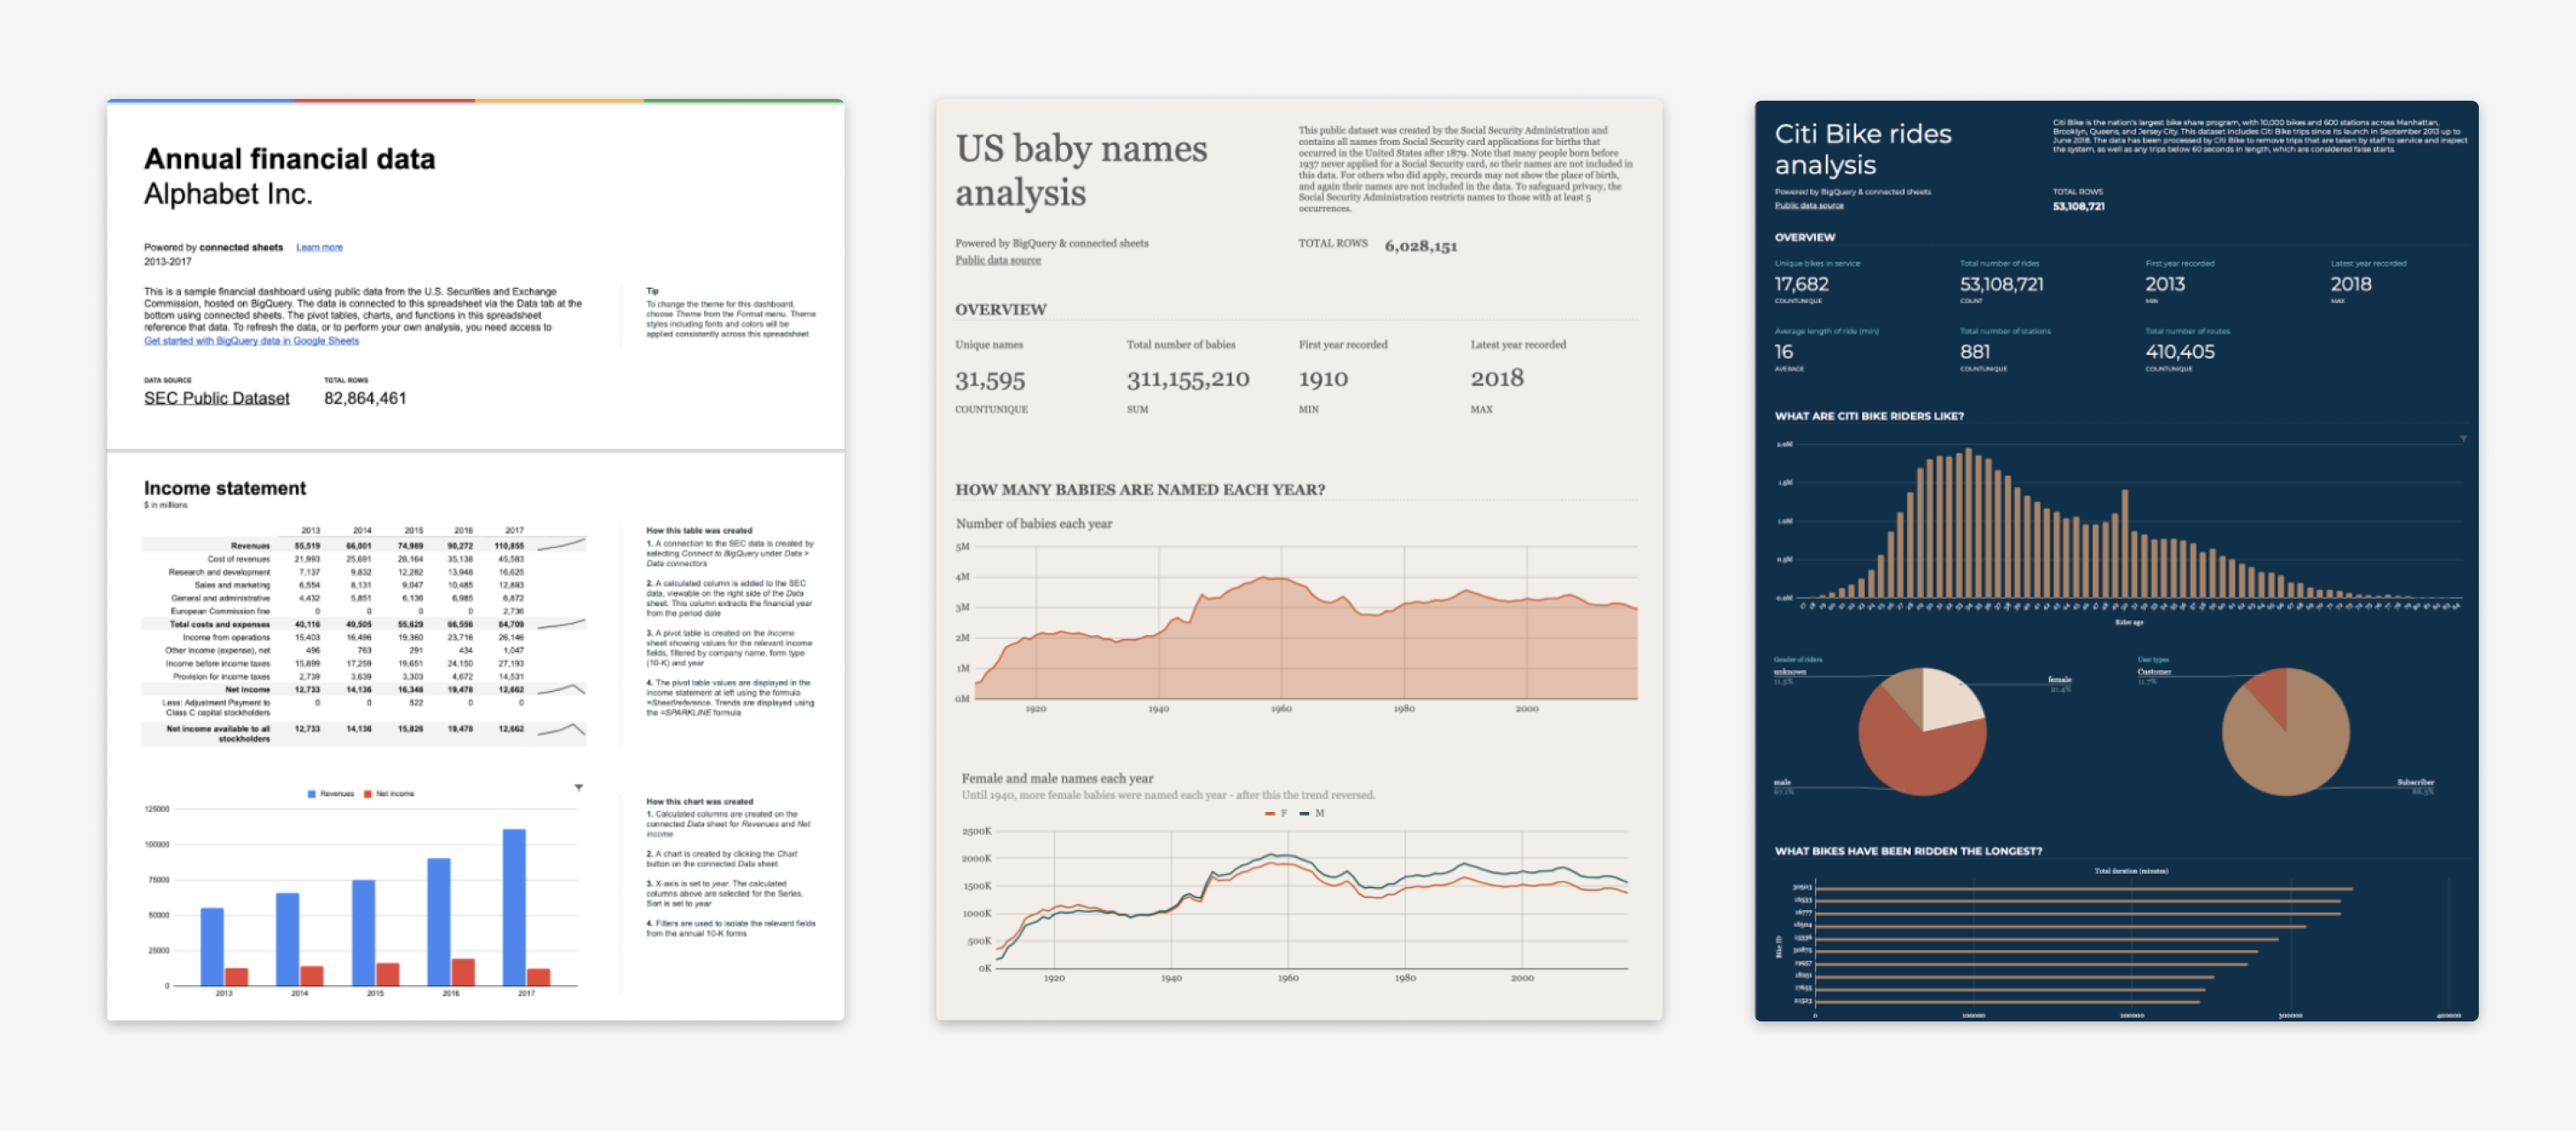 Annual financial data
Alphabet Inc.
Powered by connected sheets Learn more
2013-2017
This is a sample financial dashboard using public data from the U.S. Securities and Exchange
Commission, hosted on BigQuery. The data is connected to this spreadsheet via the Data tab at the
bottom using connected sheets. The pivot tables, charts, and functions in this spreadsheet
reference that data. To refresh the data, or to perform your own analysis, you need access to
Get started with BigQuery data in Google Sheets
Tip
To change the theme for this dashboard,
choose Theme from the Format menu. Theme
styles including fonts and colors will be
applied consistently across this spreadsheet
DATA SOURCE TOTAL ROWS
SEC Public Dataset 82,864,461
Income statement
$ in millions
2013 2014 2015 2016 2017
Revenues 55,519 66,001 74,989 90,272 110,855
Cost of revenues 21,993 25,691 28,164 35,138 45,583
Research and development 7,137 9,832 12,282 13,948 16,625
Sales and marketing 6,554 8,131 9,047 10,485 12,893
General and administrative 4,432 5,851 6,136 6,985 6,872
European Commission fine 0 0 0 0 2,736
Total costs and expenses 40,116 49,505 55,629 66,556 84,709
Income from operations 15,403 16,496 19,360 23,716 26,146
Other income (expense), net 496 763 291 434 1,047
Income before income taxes 15,899 17,259 19,651 24,150 27,193
Provision for income taxes 2,739 3,639 3,303 4,672 14,531
Net income 12,733 14,136 16,348 19,478 12,662
Less: Adjustment Payment to 0 0 522 0 0
Class C capital stockholders
Net income available to all 12,733 14,136 15,826 19,478 12,662
stockholders
How this table was created
1. A connection to the SEC data is created by
selecting Connect to BigQuery under Data >
Data connectors
2. A calculated column is added to the SEC
data, viewable on the right side of the Data
sheet. This column extracts the financial year
from the period date
3. A pivot table is created on the Income
sheet showing values for the relevant income
fields, filtered by company name, form type
(10-K) and year
4. The pivot table values are displayed in the
income statement at left using the formula
=Sheet!reference. Trends are displayed using
the =SPARKLINE formula
Revenues Net income
125000
100000
75000
50000
25000
0
2013 2014 2015 2016 2017
How this chart was created
1. Calculated columns are created on the
connected Data sheet for Revenues and Net
income
2. A chart is created by clicking the Chart
button on the connected Data sheet
3. X-axis is set to year. The calculated
columns above are selected for the Series.
Sort is set to year
4. Filters are used to isolate the relevant fields
from the annual 10-K forms
US baby names
analysis
This public dataset was created by the Social Security Administration and
contains all names from Social Security card applications for births that
occurred in the United States after 1879. Note that many people born before
1937 never applied for a Social Security card, so their names are not included in
this data. For others who did apply, records may not show the place of birth,
and again their names are not included in the data. To safeguard privacy, the
Social Security Administration restricts names to those with at least 5
occurrences.
Powered by BigQuery & connected sheets
Public data source
TOTAL ROWS 6,028,151
OVERVIEW
Unique names Total number of babies First year recorded Latest year recorded
31,595 311,155,210 1910 2018
COUNTUNIQUE SUM MIN MAX
HOW MANY BABIES ARE NAMED EACH YEAR?
Number of babies each year
5M
4M
3M
2M
1M
0M
1920 1940 1960 1980 2000
Female and male names each year
Until 1940, more female babies were named each year - after this the trend reversed.
F M
2500K
2000K
1500K
1000K
500K
0K
1920 1940 1960 1980 2000
Citi Bike rides
analysis
Citi Bike is the nation's largest bike share program, with 10,000 bikes and 600 stations across Manhattan,
Brooklyn, Queens, and Jersey City. This dataset includes Citi Bike trips since its launch in September 2013 up to
June 2018. The data has been processed by Citi Bike to remove trips that are taken by staff to service and inspect
the system, as well as any trips below 60 seconds in length, which are considered false starts.
Powered by BigQuery & connected sheets
Public data source
TOTAL ROWS
53,108,721
OVERVIEW
Unique bikes in service Total number of rides First year recorded Latest year recorded
17,682 53,108,721 2013 2018
COUNTUNIQUE COUNT MIN MAX
Average length of ride (min) Total number of stations Total number of routes
16 881 410,405
AVERAGE COUNTUNIQUE COUNTUNIQUE
WHAT ARE CITI BIKE RIDERS LIKE?
2.0M
1.5M
1.0M
0.5M
0.0M
Rider age
Gender of riders
unknown
11.5%
female
21.4%
male
67.1%
User types
Customer
11.7%
Subscriber
88.3%
WHAT BIKES HAVE BEEN RIDDEN THE LONGEST?
Total duration (minutes)
Bike ID
0 100000 200000 300000 400000